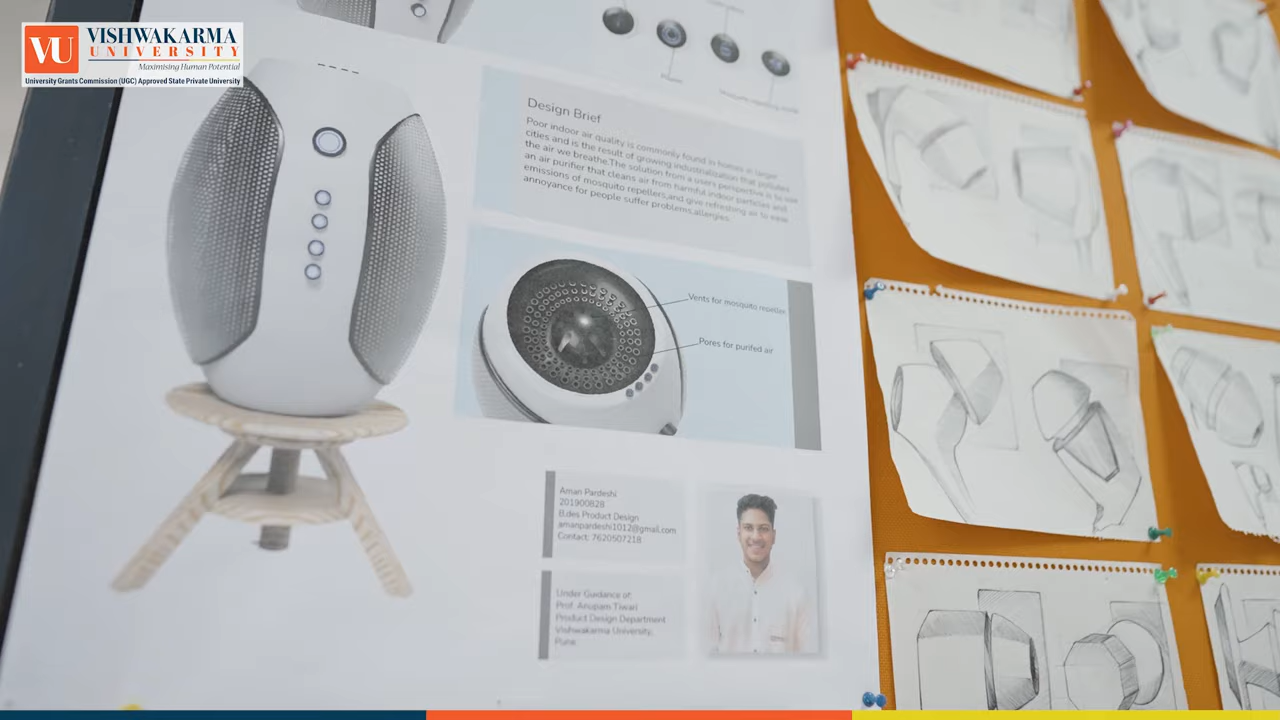 VU
VISHWAKARMA
UNIVERSITY
Maximising Human Potential
University Grants Commission (UGC) Approved State Private University
Design Brief
Poor indoor air quality is commonly found in homes in larger
cities and is the result of growing industrialization that pollutes
the air we breathe.The solution from a users perspective is to use
an air purifier that cleans air from harmful indoor particles and
emissions of mosquito repellers,and give refreshing air to ease
annoyance for people suffer problems,allergies.
Vents for mosquito repeller
Pores for purifed air
Aman Pardeshi
201900828
B.des Product Design
amanpardeshi1012@gmail.com
Contact: 7620507218
Under Guidance of:
Prof. Anupam Tiwari
Product Design Department
Vishwakarma University,
Pune